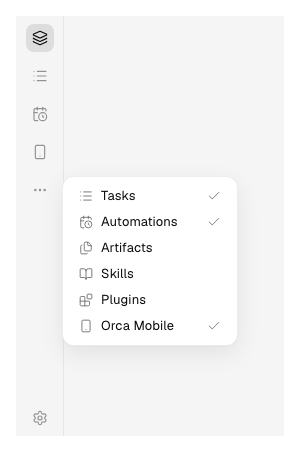 Tasks
Automations
Artifacts
Skills
Plugins
Orca Mobile